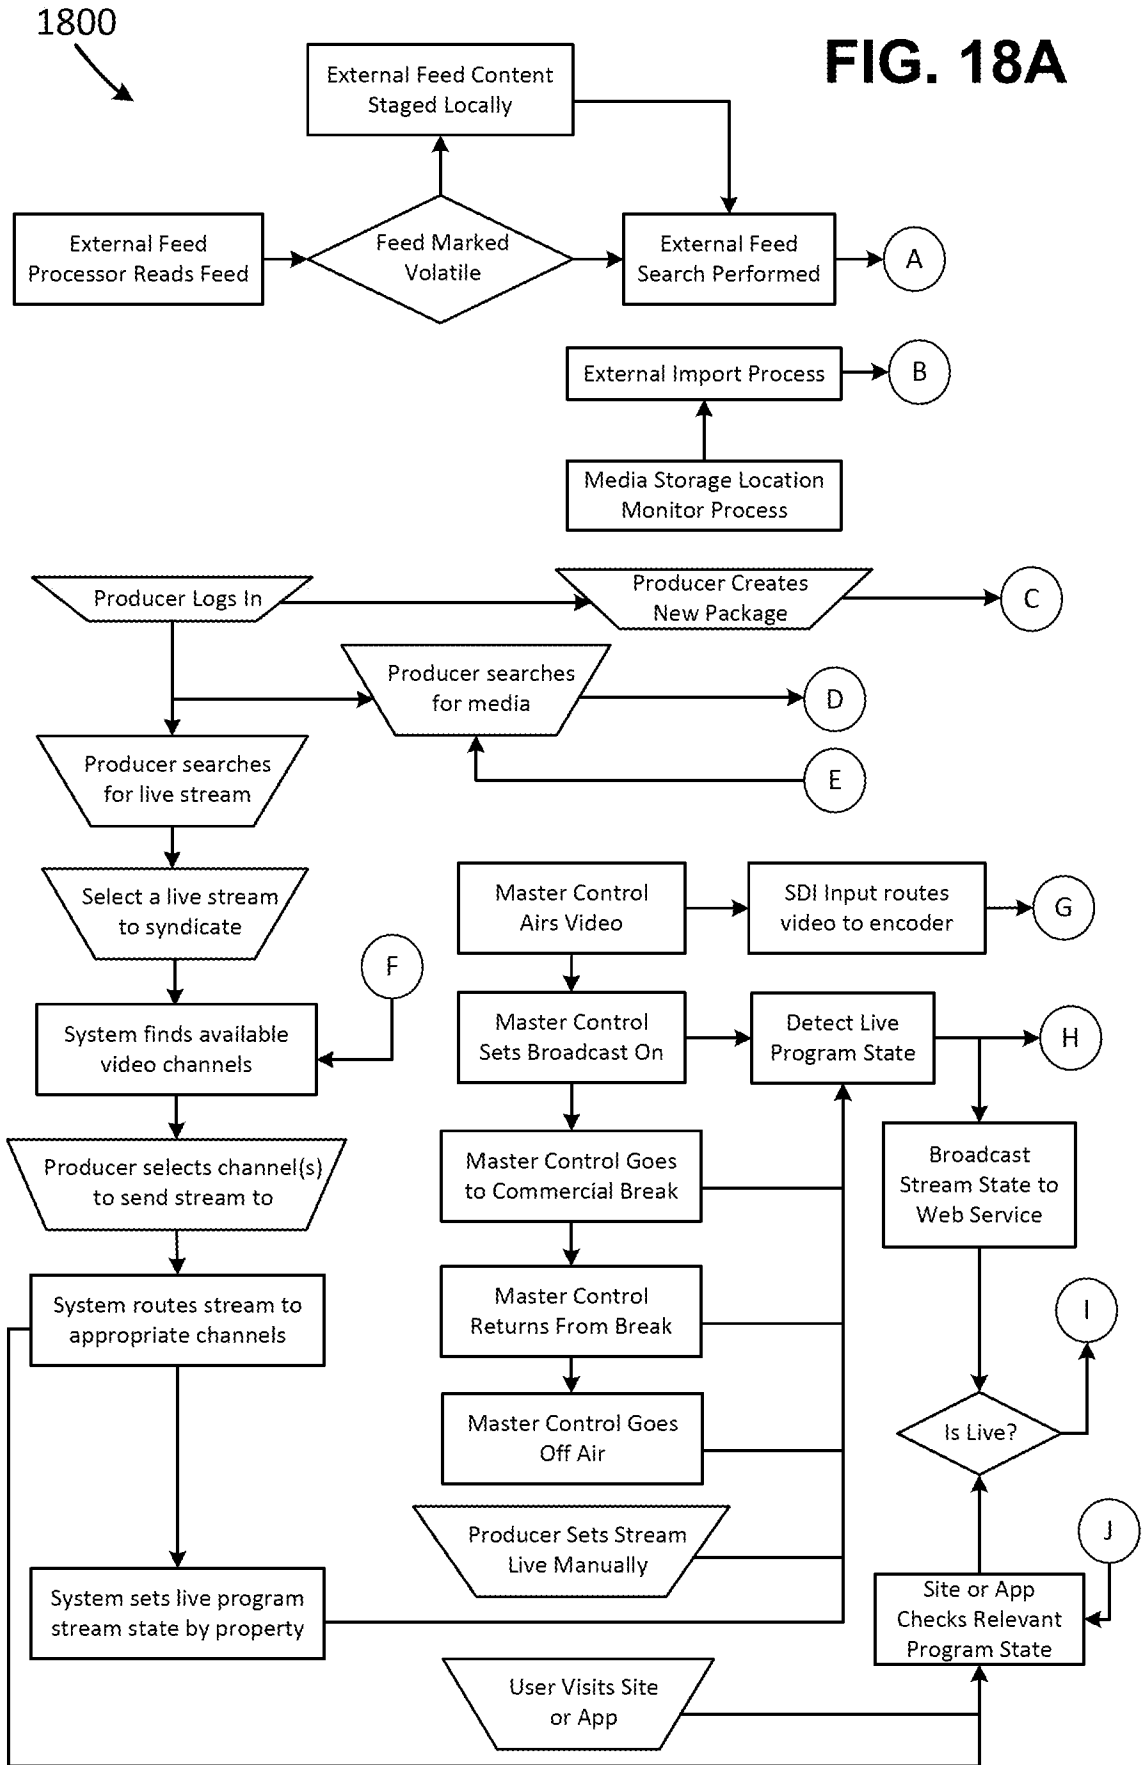 1800
FIG. 18A
External Feed Content
Staged Locally
External Feed
Processor Reads Feed
Feed Marked
Volatile
External Feed
Search Performed
A
External Import Process
B
Media Storage Location
Monitor Process
Producer Logs In
Producer Creates
New Package
C
Producer searches
for media
D
E
Producer searches
for live stream
Select a live stream
to syndicate
F
System finds available
video channels
Producer selects channel(s)
to send stream to
System routes stream to
appropriate channels
System sets live program
stream state by property
Master Control
Airs Video
SDI Input routes
video to encoder
G
Master Control
Sets Broadcast On
Detect Live
Program State
H
Master Control Goes
to Commercial Break
Broadcast
Stream State to
Web Service
Master Control
Returns From Break
I
Master Control Goes
Off Air
Is Live?
Producer Sets Stream
Live Manually
J
Site or App
Checks Relevant
Program State
User Visits Site
or App